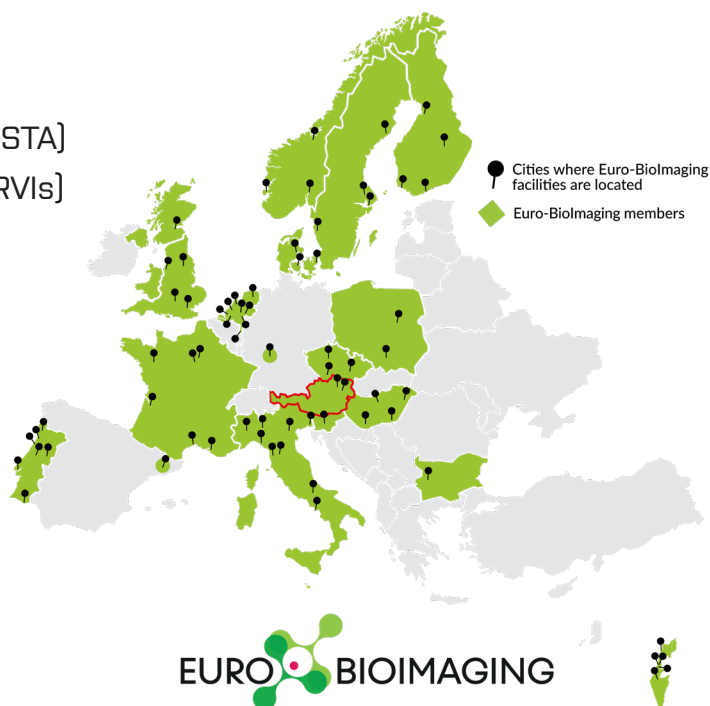 STA)
RVIs)
Cities where Euro-BioImaging
facilities are located
Euro-BioImaging members
EURO BIOIMAGING